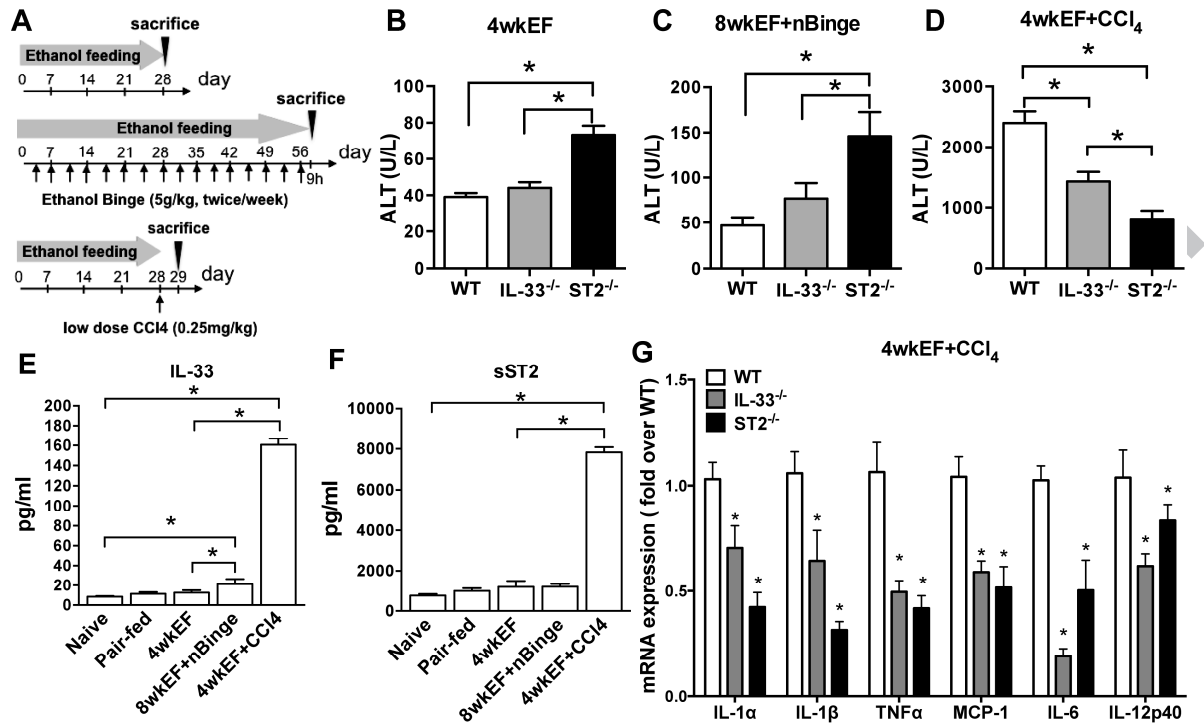 A
sacrifice
Ethanol feeding
0 7 14 21 28 day
sacrifice
Ethanol feeding
0 7 14 21 28 35 42 49 56 day
9h
Ethanol Binge (5g/kg, twice/week)
sacrifice
Ethanol feeding
0 7 14 21 28 29 day
low dose CCl4 (0.25mg/kg)
B
4wkEF
ALT (U/L)
100
80
60
40
20
0
*
*
WT IL-33-/- ST2-/-
C
8wkEF+nBinge
ALT (U/L)
200
150
100
50
0
*
*
WT IL-33-/- ST2-/-
D
4wkEF+CCl4
ALT (U/L)
3000
2000
1000
0
*
*
*
WT IL-33-/- ST2-/-
E
IL-33
pg/ml
200
180
160
140
120
100
80
60
40
20
0
*
*
*
*
Naive
Pair-fed
4wkEF
8wkEF+nBinge
4wkEF+CCl4
F
sST2
pg/ml
10000
8000
6000
4000
2000
0
*
*
Naive
Pair-fed
4wkEF
8wkEF+nBinge
4wkEF+CCl4
G
4wkEF+CCl4
mRNA expression ( fold over WT)
1.5
1.0
0.5
0.0
WT
IL-33-/-
ST2-/-
* * * * * * * * * * * *
IL-1α IL-1β TNFα MCP-1 IL-6 IL-12p40